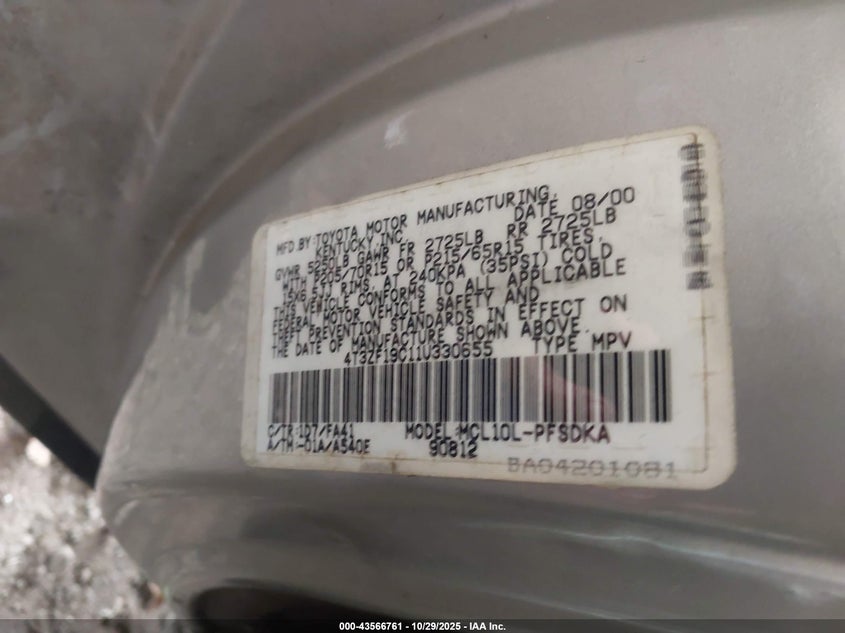 MFD.BY:TOYOTA MOTOR MANUFACTURING,
KENTUCKY,INC. DATE 08/00
GVWR 5250LB GAWR FR 2725LB RR 2725LB
WITH P205/70R15 OR P215/65R15 TIRES,
15X6.5JJ RIMS, AT 240KPA (35PSI) COLD
THIS VEHICLE CONFORMS TO ALL APPLICABLE
FEDERAL MOTOR VEHICLE SAFETY AND
THEFT PREVENTION STANDARDS IN EFFECT ON
THE DATE OF MANUFACTURE SHOWN ABOVE.
4T3ZF19C11U330655 TYPE MPV
C/TR:1D7/FA41 MODEL:MCL10L-PFSDKA
A/TM:-01A/A540E 90812
BA04201081
000-43566761 - 10/29/2025 - IAA Inc.